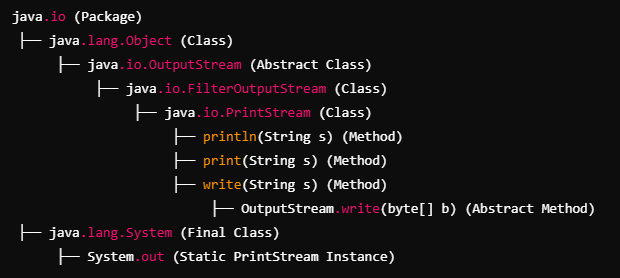 java.io (Package)
├── java.lang.Object (Class)
├── java.io.OutputStream (Abstract Class)
├── java.io.FilterOutputStream (Class)
├── java.io.PrintStream (Class)
├── println(String s) (Method)
├── print(String s) (Method)
├── write(String s) (Method)
├── OutputStream.write(byte[] b) (Abstract Method)
├── java.lang.System (Final Class)
├── System.out (Static PrintStream Instance)